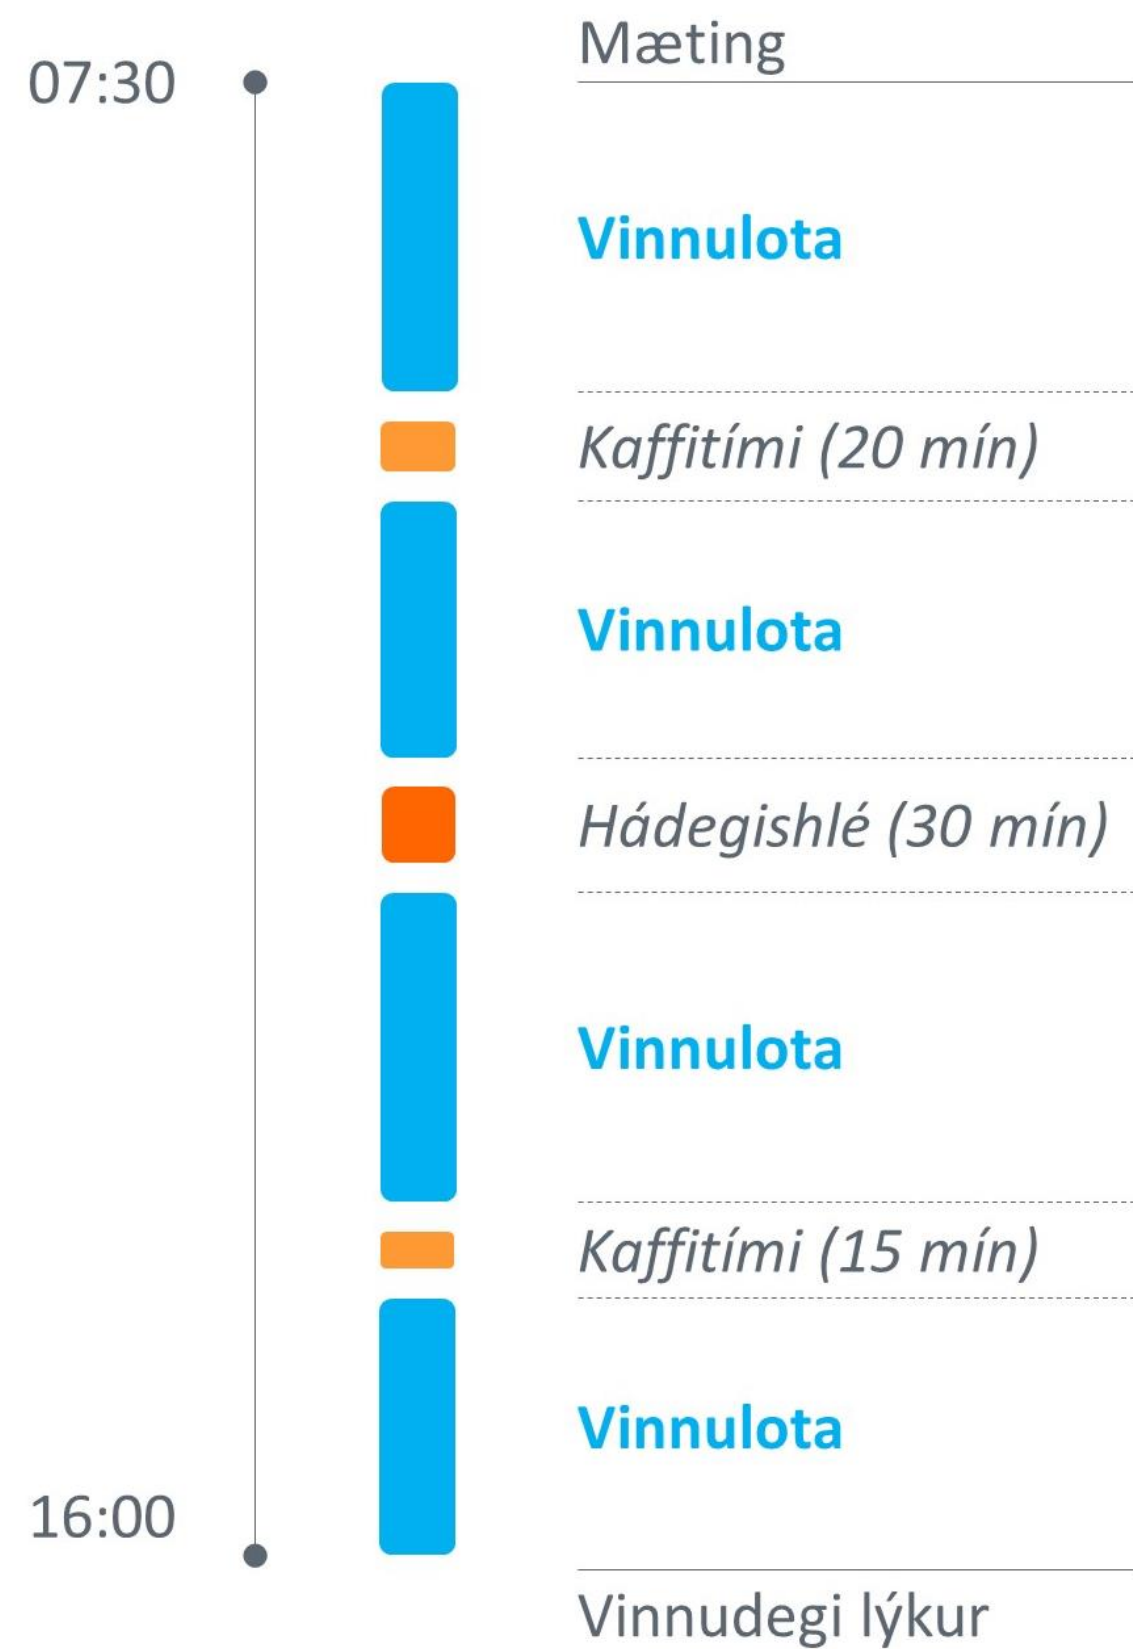 Mæting
07:30
Vinnulota
Kaffitími (20 mín)
Vinnulota
Hádegishlé (30 mín)
Vinnulota
Kaffitími (15 mín)
Vinnulota
16:00
Vinnudegi lýkur